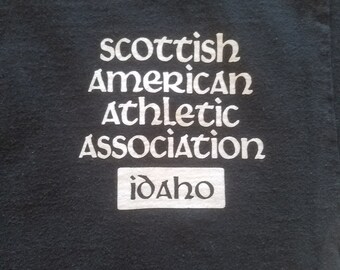 Scottish
American
Athletic
Association
Idaho